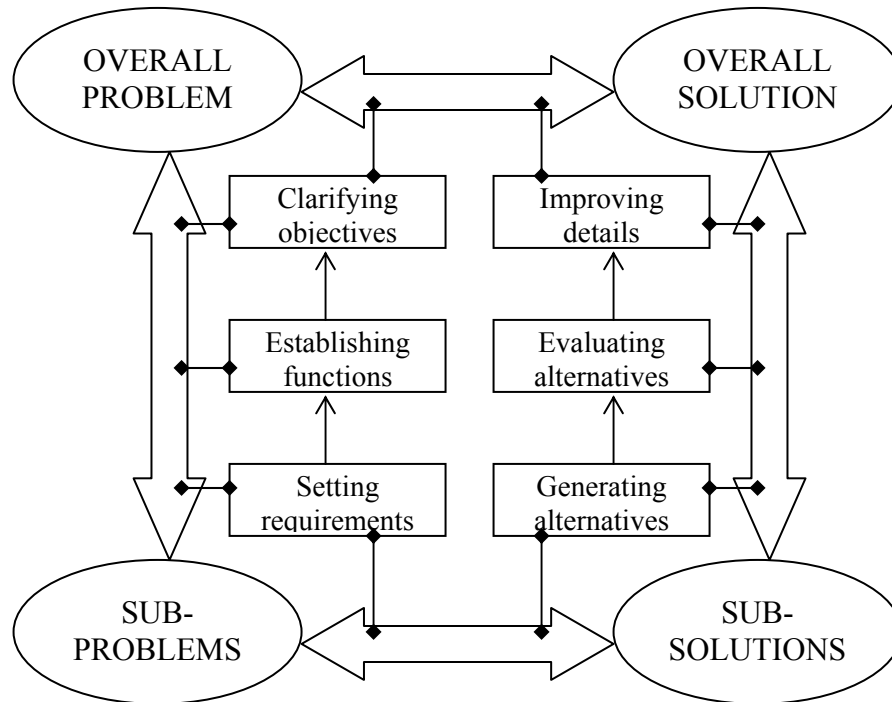 OVERALL
PROBLEM
OVERALL
SOLUTION
Clarifying
objectives
Improving
details
Establishing
functions
Evaluating
alternatives
Setting
requirements
Generating
alternatives
SUB-
PROBLEMS
SUB-
SOLUTIONS